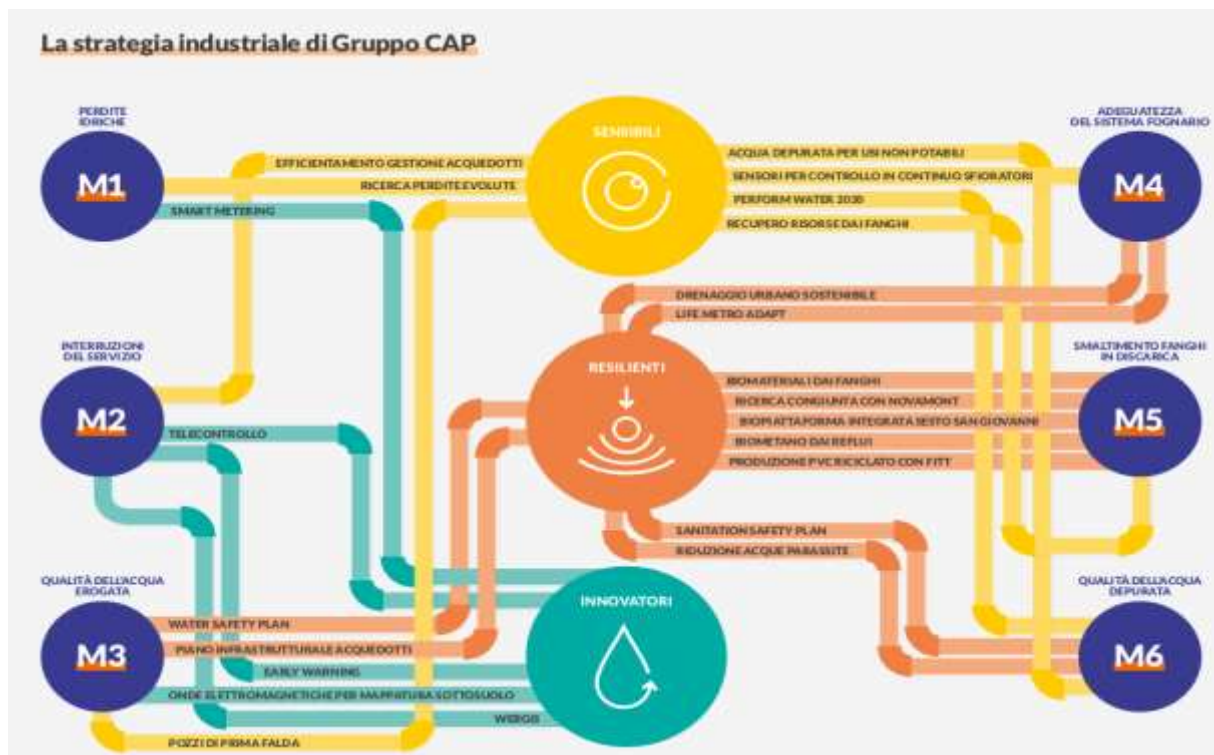 La strategia industriale di Gruppo CAP
PERDITE
IDRICHE
M1
EFFICIENTAMENTO GESTIONE ACQUEDOTTI
RICERCA PERDITE EVOLUTE
SMART METERING
SENSIBILI
ACQUA DEPURATA PER USI NON POTABILI
SENSORI PER CONTROLLO IN CONTINUO SFIORATORI
PERFORM WATER 2030
RECUPERO RISORSE DAI FANGHI
ADEGUATEZZA
DEL SISTEMA FOGNARIO
M4
DRENAGGIO URBANO SOSTENIBILE
LIFE METRO ADAPT
INTERRUZIONI
DEL SERVIZIO
M2
TELECONTROLLO
RESILIENTI
BIOMATERIALI DAI FANGHI
RICERCA CONGIUNTA CON NOVAMONT
BIOPIATTAFORMA INTEGRATA SESTO SAN GIOVANNI
BIOMETANO DAI REFLUI
PRODUZIONE PVC RICICLATO CON FITT
SMALTIMENTO FANGHI
IN DISCARICA
M5
SANITATION SAFETY PLAN
RIDUZIONE ACQUE PARASSITE
QUALITÀ DELL'ACQUA
EROGATA
M3
WATER SAFETY PLAN
PIANO INFRASTRUTTURALE ACQUEDOTTI
EARLY WARNING
ONDE ELETTROMAGNETICHE PER MAPPATURA SOTTOSUOLO
WEBGIS
POZZI DI PRIMA FALDA
INNOVATORI
QUALITÀ DELL'ACQUA
DEPURATA
M6